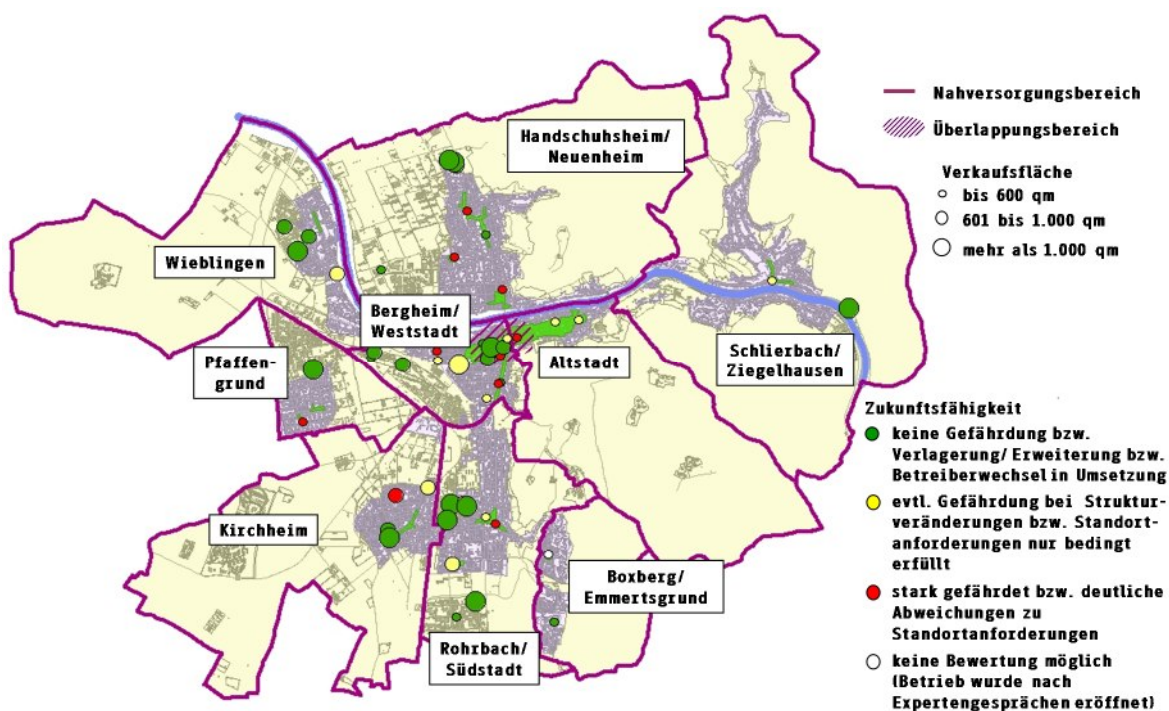 Nahversorgungsbereich
Überlappungsbereich
Verkaufsfläche
bis 600 qm
601 bis 1.000 qm
mehr als 1.000 qm
Handschuhsheim/
Neuenheim
Wieblingen
Bergheim/
Weststadt
Pfaffen-
grund
Altstadt
Schlierbach/
Ziegelhausen
Kirchheim
Boxberg/
Emmertsgrund
Rohrbach/
Südstadt
Zukunftsfähigkeit
keine Gefährdung bzw.
Verlagerung/ Erweiterung bzw.
Betreiberwechsel in Umsetzung
evtl. Gefährdung bei Struktur-
veränderungen bzw. Standort-
anforderungen nur bedingt
erfüllt
stark gefährdet bzw. deutliche
Abweichungen zu
Standortanforderungen
keine Bewertung möglich
(Betrieb wurde nach
Expertengesprächen eröffnet)